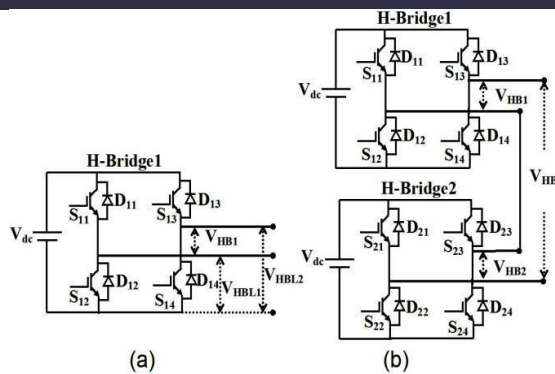 H-Bridge1
S11
D11
S13
D13
Vdc
VHB1
S12
D12
S14
D14
VHBL1
VHBL2
(a)
H-Bridge1
S11
D11
S13
D13
Vdc
VHB1
S12
D12
S14
D14
VHB
H-Bridge2
S21
D21
S23
D23
Vdc
VHB2
S22
D22
S24
D24
(b)